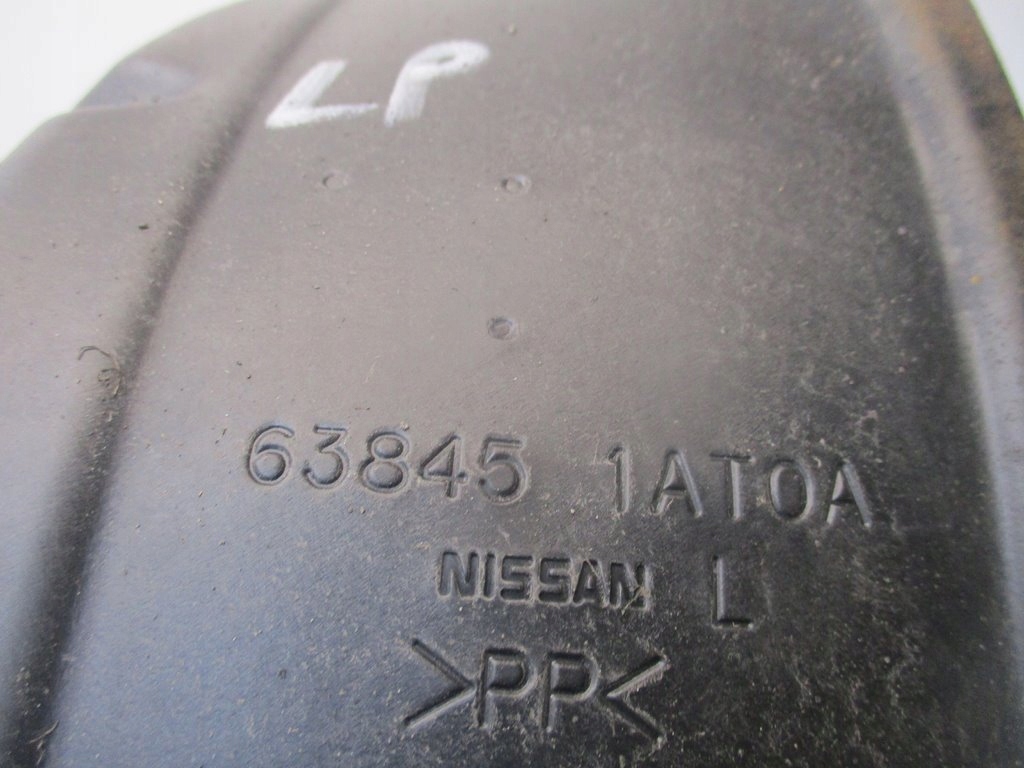 LP
63845 1AT0A
NISSAN L
>PP<